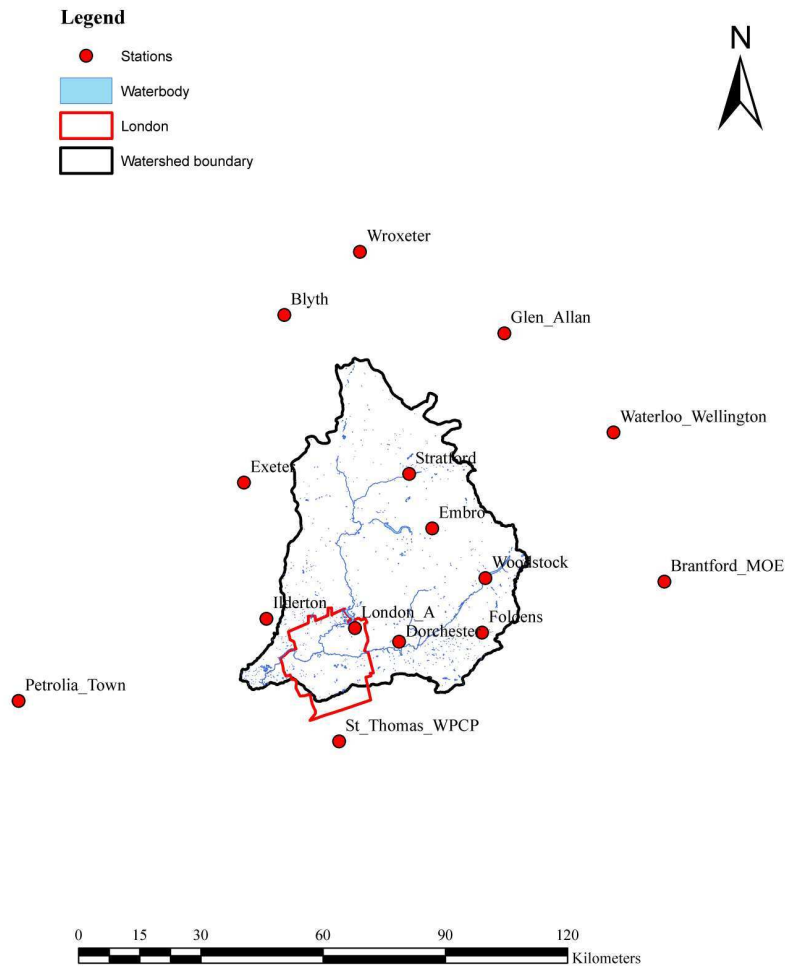 Legend
N
Stations
Waterbody
London
Watershed boundary
Wroxeter
Blyth
Glen_Allan
Waterloo_Wellington
Stratford
Exeter
Embro
Woodstock
Brantford_MOE
Ilderton
London_A
Foldens
Dorchester
Petrolia_Town
St_Thomas_WPCP
0 15 30 60 90 120
Kilometers